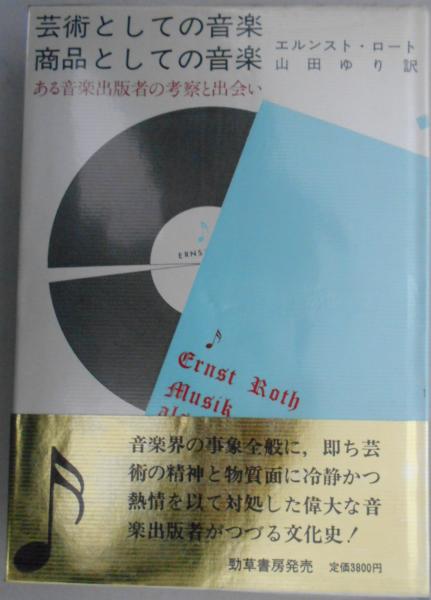 芸術としての音楽
商品としての音楽
エルンスト・ロート
山田ゆり訳
ある音楽出版者の考察と出会い
ERNS
Ernst Roth
Musik
als
音楽界の事象全般に，即ち芸
術の精神と物質面に冷静かつ
熱情を以て対処した偉大な音
楽出版者がつづる文化史！
勁草書房発売 定価3800円